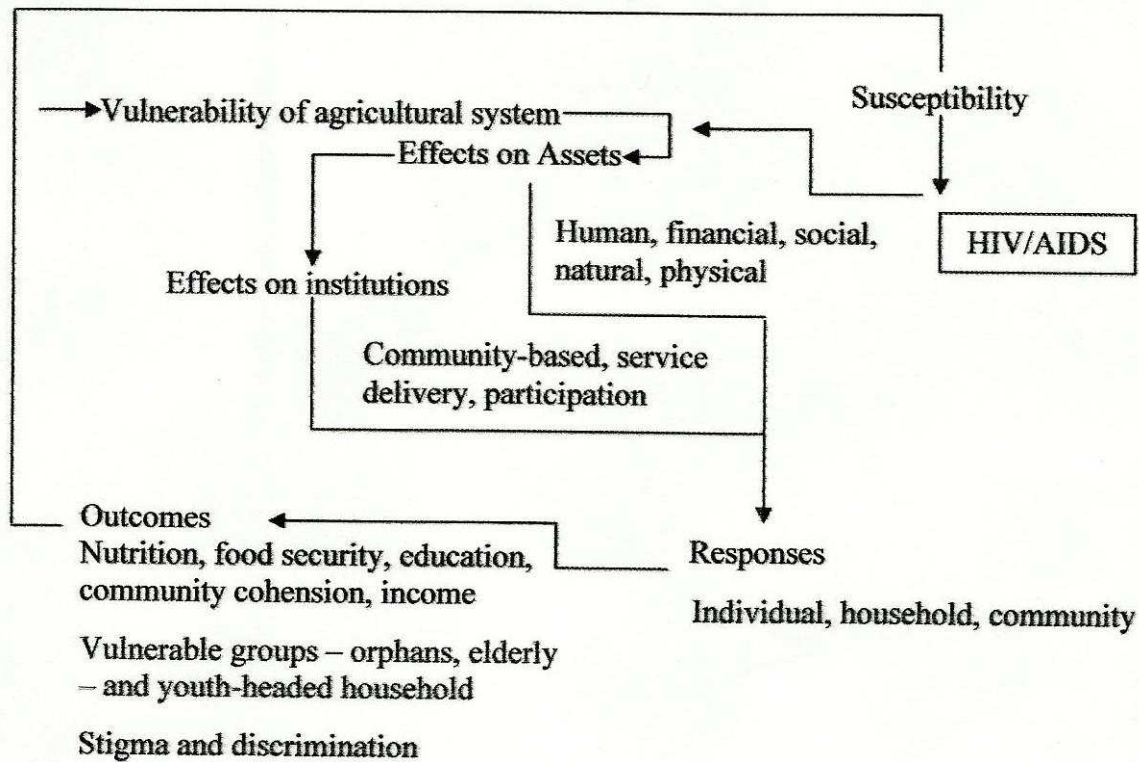 Susceptibility
Vulnerability of agricultural system
Effects on Assets
Human, financial, social,
natural, physical
HIV/AIDS
Effects on institutions
Community-based, service
delivery, participation
Outcomes
Nutrition, food security, education,
community cohension, income
Vulnerable groups – orphans, elderly
– and youth-headed household
Stigma and discrimination
Responses
Individual, household, community